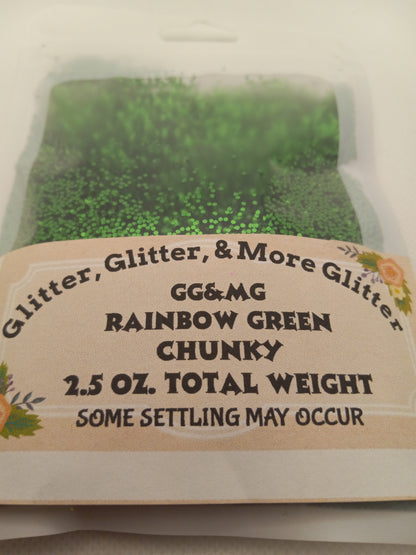 Glitter, Glitter, & More Glitter
GG&MG
RAINBOW GREEN
CHUNKY
2.5 OZ. TOTAL WEIGHT
SOME SETTLING MAY OCCUR